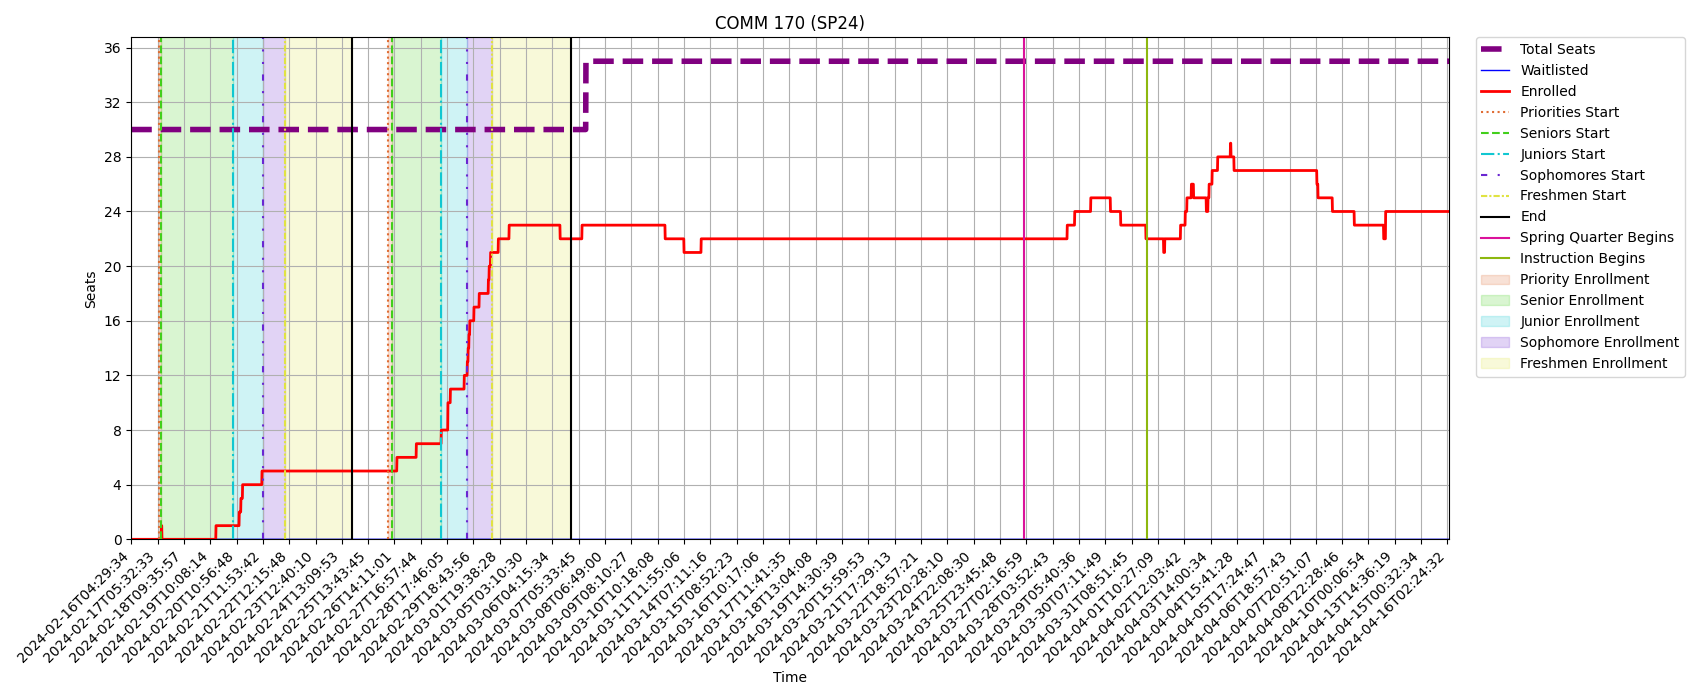 COMM 170 (SP24)
36
32
28
24
20
16
12
8
4
0
Seats
2024-02-16T04:29:34
2024-02-17T05:32:33
2024-02-18T09:35:57
2024-02-19T10:08:14
2024-02-20T10:56:48
2024-02-21T11:53:42
2024-02-22T12:15:48
2024-02-23T12:40:10
2024-02-24T13:09:53
2024-02-25T13:43:45
2024-02-26T14:11:01
2024-02-27T16:57:44
2024-02-28T17:46:05
2024-02-29T18:43:56
2024-03-01T19:38:28
2024-03-05T03:10:30
2024-03-06T04:15:34
2024-03-07T05:33:45
2024-03-08T06:49:00
2024-03-09T08:10:27
2024-03-10T10:18:08
2024-03-11T11:55:06
2024-03-14T07:11:16
2024-03-15T08:52:23
2024-03-16T10:17:06
2024-03-17T11:41:35
2024-03-18T13:04:08
2024-03-19T14:30:39
2024-03-20T15:59:53
2024-03-21T17:29:13
2024-03-22T18:57:21
2024-03-23T20:28:10
2024-03-24T22:08:30
2024-03-25T23:45:48
2024-03-27T02:16:59
2024-03-28T03:52:43
2024-03-29T05:40:36
2024-03-30T07:11:49
2024-03-31T08:51:45
2024-04-01T10:27:09
2024-04-02T12:03:42
2024-04-03T14:00:34
2024-04-04T15:41:28
2024-04-05T17:24:47
2024-04-06T18:57:43
2024-04-07T20:51:07
2024-04-08T22:28:46
2024-04-10T00:06:54
2024-04-13T14:36:19
2024-04-15T00:32:34
2024-04-16T02:24:32
Time
Total Seats
Waitlisted
Enrolled
Priorities Start
Seniors Start
Juniors Start
Sophomores Start
Freshmen Start
End
Spring Quarter Begins
Instruction Begins
Priority Enrollment
Senior Enrollment
Junior Enrollment
Sophomore Enrollment
Freshmen Enrollment